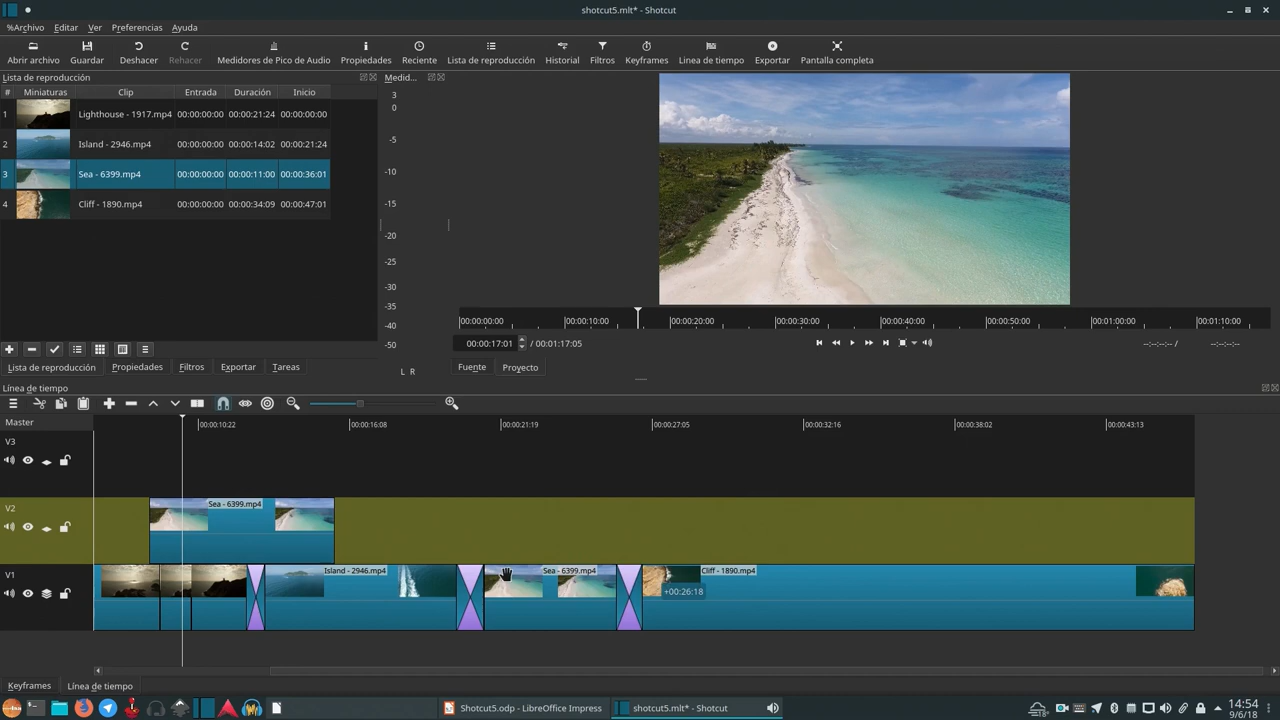 shotcut5.mlt* - Shotcut
%Archivo Editar Ver Preferencias Ayuda
Abrir archivo Guardar Deshacer Rehacer Medidores de Pico de Audio Propiedades Reciente Lista de reproducción Historial Filtros Keyframes Linea de tiempo Exportar Pantalla completa
Lista de reproducción
# Miniaturas Clip Entrada Duración Inicio
1 Lighthouse - 1917.mp4 00:00:00:00 00:00:21:24 00:00:00:00
2 Island - 2946.mp4 00:00:00:00 00:00:14:02 00:00:21:24
3 Sea - 6399.mp4 00:00:00:00 00:00:11:00 00:00:36:01
4 Cliff - 1890.mp4 00:00:00:00 00:00:34:09 00:00:47:01
Lista de reproducción Propiedades Filtros Exportar Tareas
Medid...
3
0
-5
-10
-15
-20
-25
-30
-35
-40
-50
L R
00:00:00:00 00:00:10:00 00:00:20:00 00:00:30:00 00:00:40:00 00:00:50:00 00:01:00:00 00:01:10:00
00:00:17:01 / 00:01:17:05 --:--:--:-- / --:--:--:--
Fuente Proyecto
Línea de tiempo
Master 00:00:10:22 00:00:16:08 00:00:21:19 00:00:27:05 00:00:32:16 00:00:38:02 00:00:43:13
V3
V2 Sea - 6399.mp4
V1 Island - 2946.mp4 Sea - 6399.mp4 Cliff - 1890.mp4
+00:26:18
Keyframes Línea de tiempo
Shotcut5.odp - LibreOffice Impress shotcut5.mlt* - Shotcut 18° 14:54
9/6/18